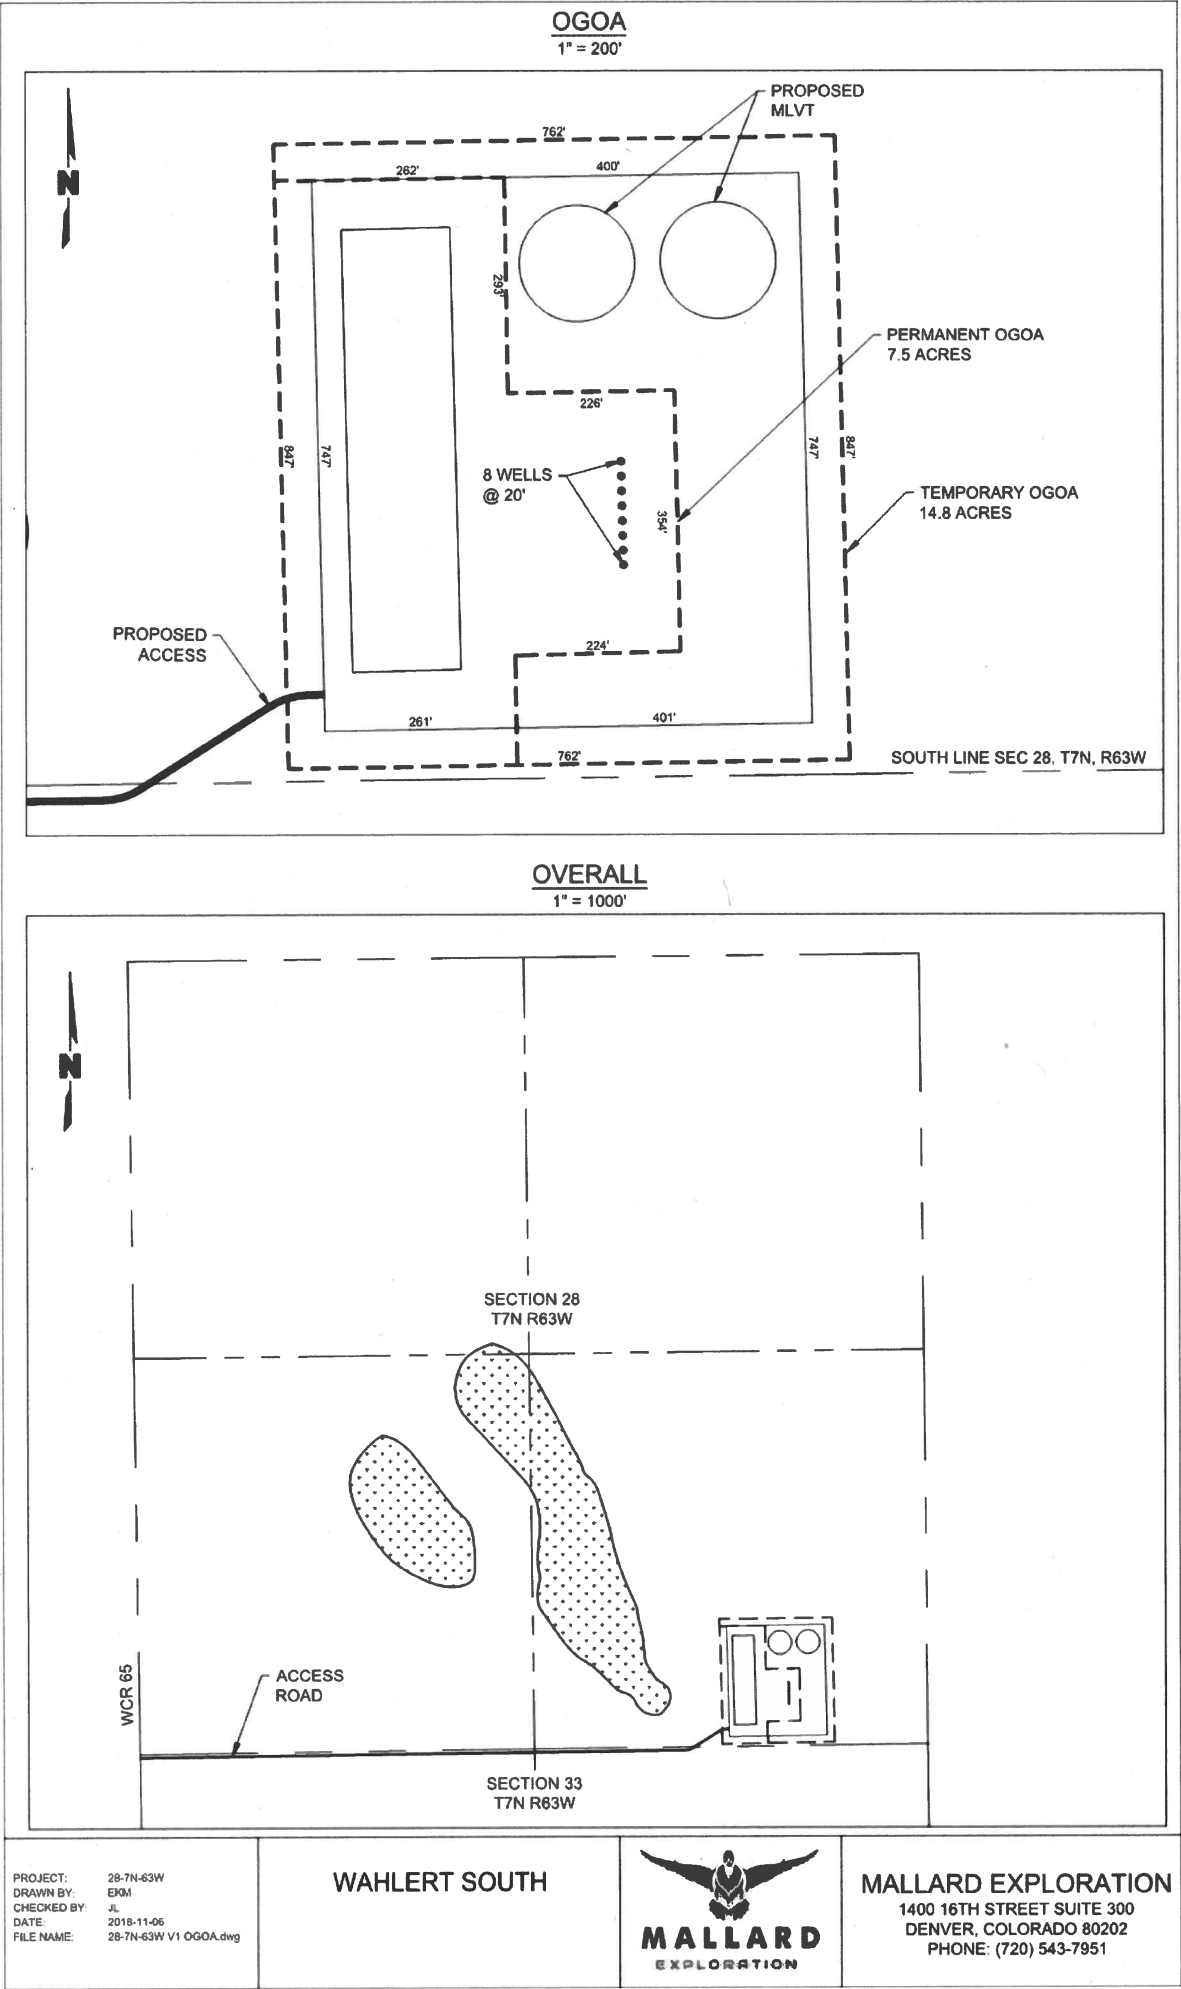 OGOA
1" = 200'
N
PROPOSED
MLVT
762'
262'
400'
293'
PERMANENT OGOA
7.5 ACRES
226'
847'
747'
8 WELLS
@ 20'
354'
747'
847'
TEMPORARY OGOA
14.8 ACRES
PROPOSED
ACCESS
224'
261'
401'
762'
SOUTH LINE SEC 28, T7N, R63W
OVERALL
1" = 1000'
N
SECTION 28
T7N R63W
WCR 65
ACCESS
ROAD
SECTION 33
T7N R63W
PROJECT: 28-7N-63W
DRAWN BY: EKM
CHECKED BY: JL
DATE: 2018-11-06
FILE NAME: 28-7N-63W V1 OGOA.dwg
WAHLERT SOUTH
MALLARD
EXPLORATION
MALLARD EXPLORATION
1400 16TH STREET SUITE 300
DENVER, COLORADO 80202
PHONE: (720) 543-7951